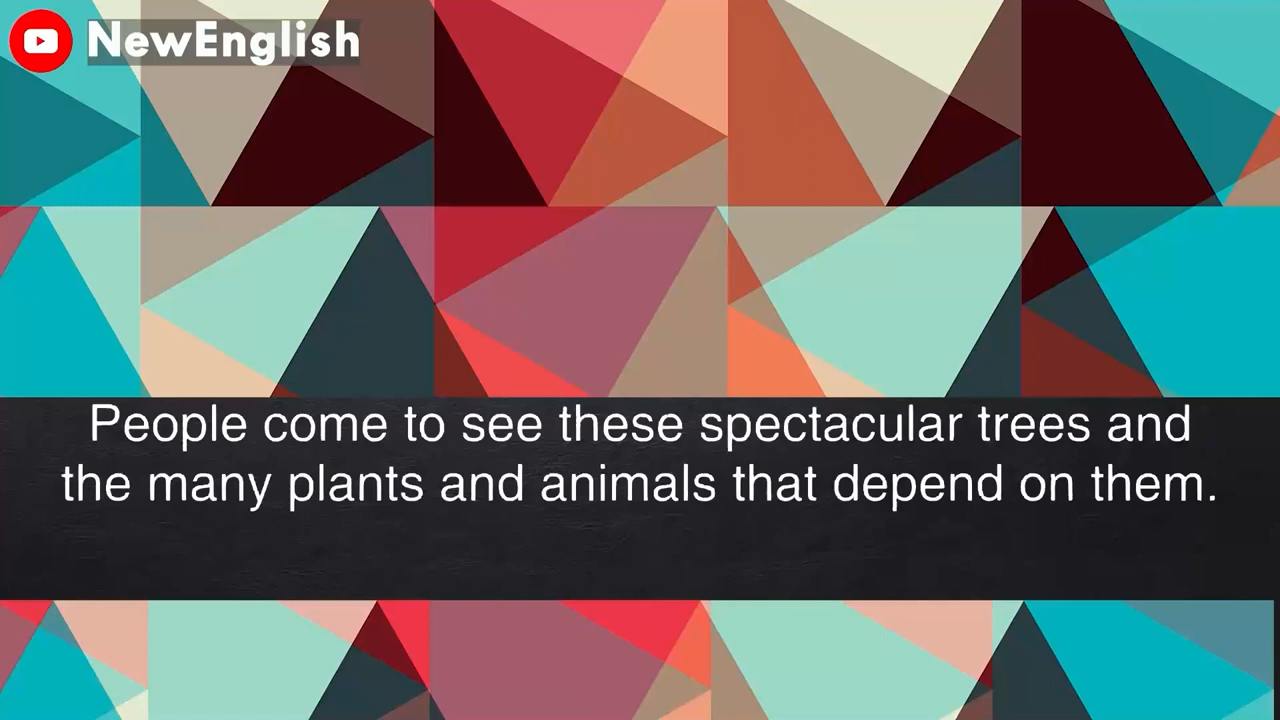 NewEnglish
People come to see these spectacular trees and
the many plants and animals that depend on them.